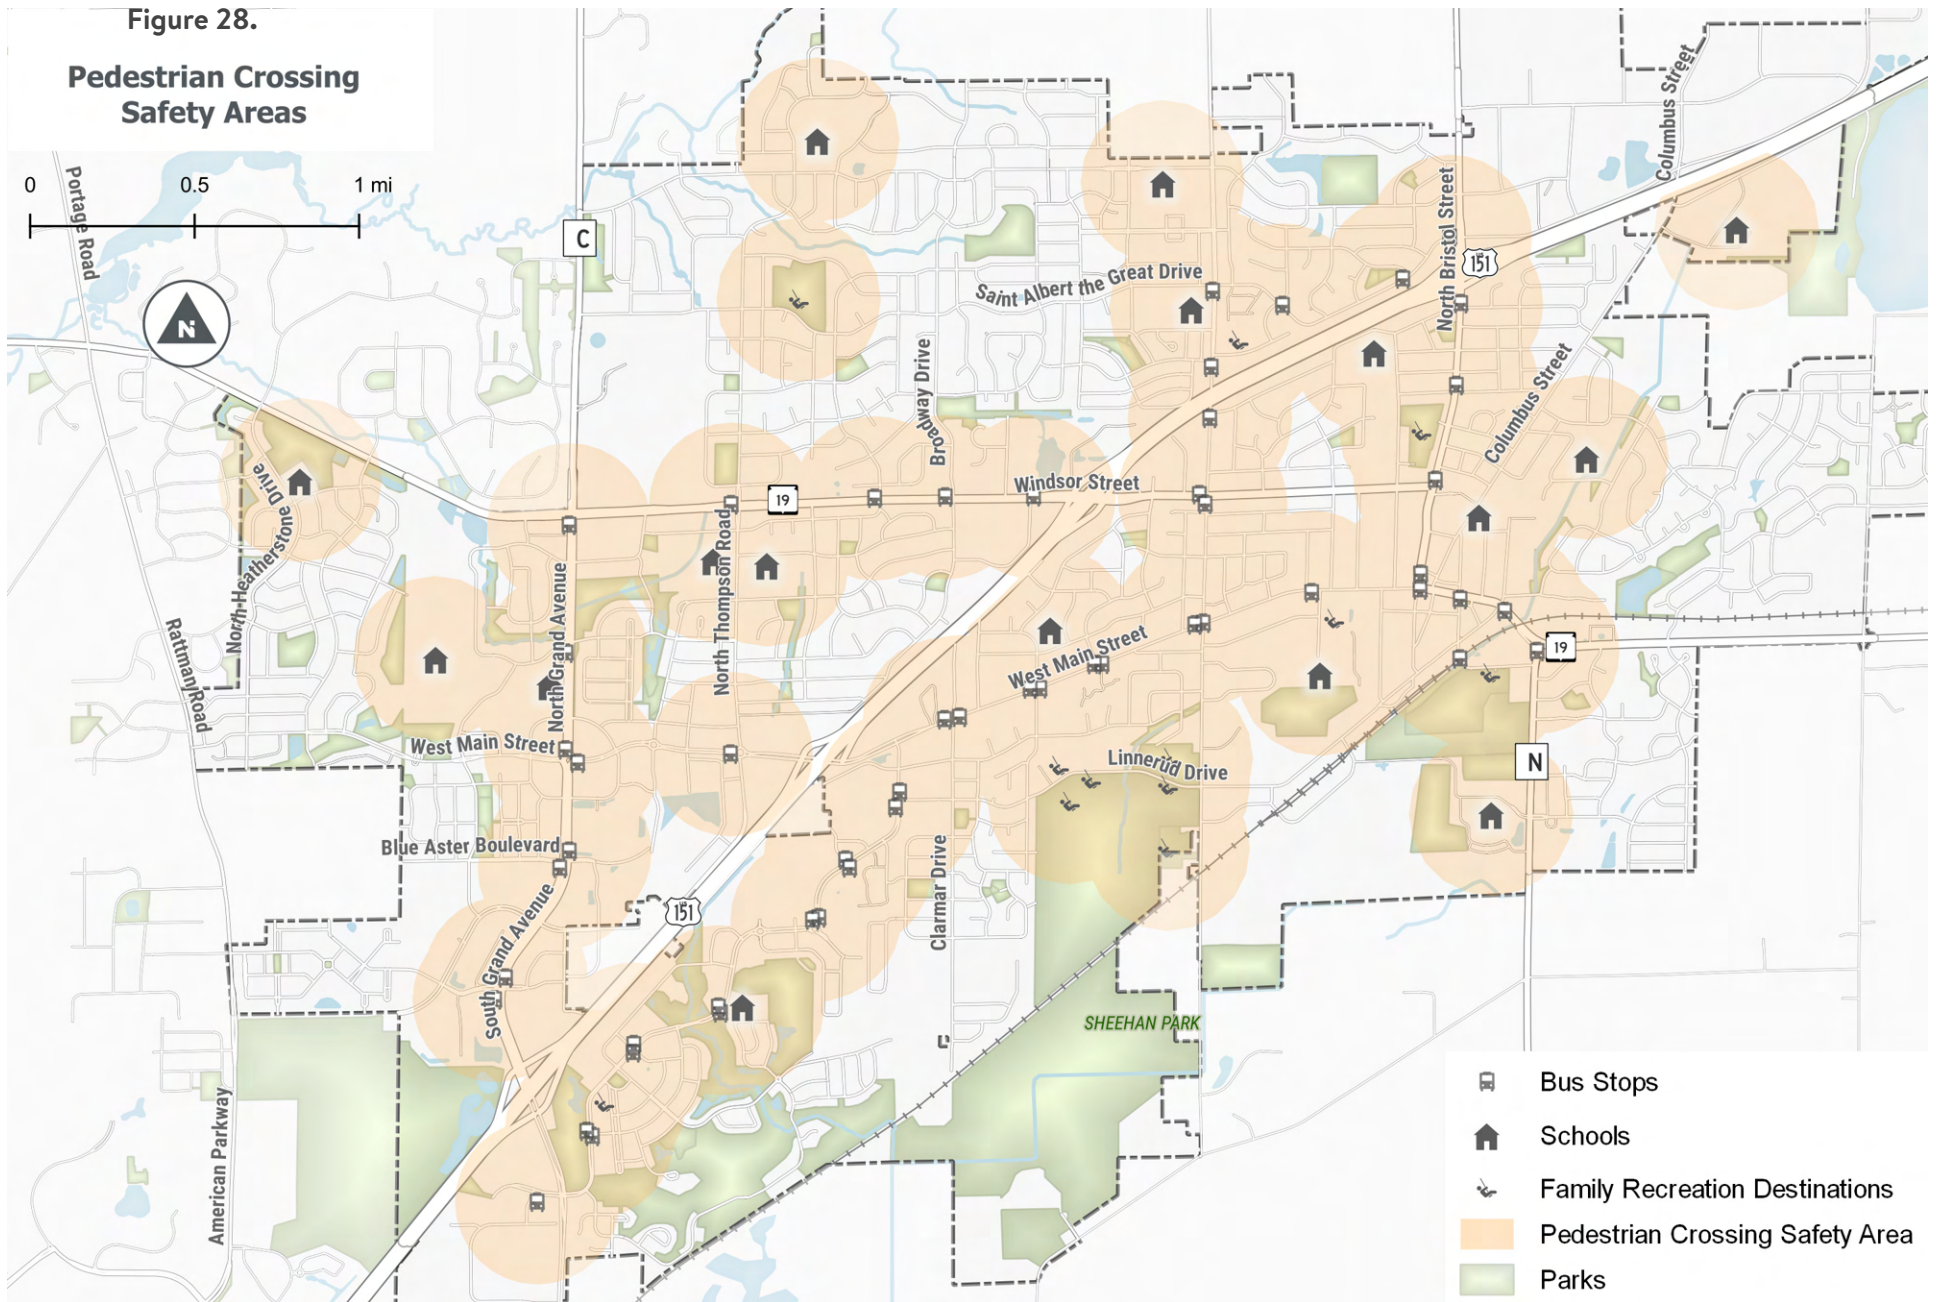 Figure 28.
Pedestrian Crossing
Safety Areas
0 0.5 1 mi
Portage Road
C
N
Columbus Street
North Bristol Street
US 151
Saint Albert the Great Drive
Broadway Drive
Columbus Street
Windsor Street
19
North Heatherstone Drive
North Thompson Road
North Grand Avenue
Rattman Road
West Main Street
19
West Main Street
Linnerud Drive
N
Blue Aster Boulevard
Clarmar Drive
US 151
South Grand Avenue
SHEEHAN PARK
American Parkway
Bus Stops
Schools
Family Recreation Destinations
Pedestrian Crossing Safety Area
Parks